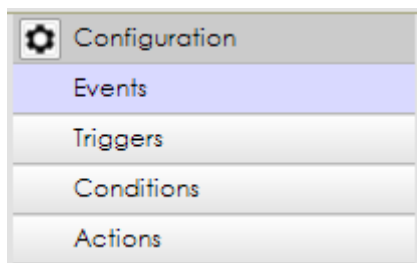 Configuration
Events
Triggers
Conditions
Actions